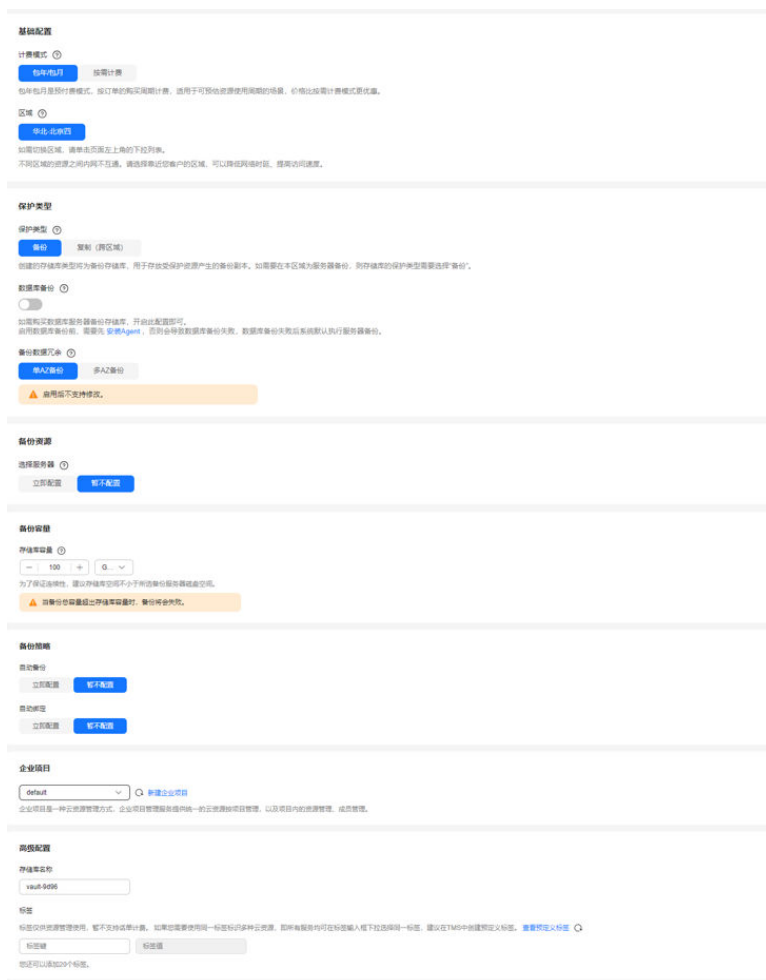 基础配置
计费模式
包年/包月 按需计费
包年包月是预付费模式，按订单的购买周期计费，适用于可预估资源使用周期的场景，价格比按需计费模式更优惠。
区域
华北-北京四
如需切换区域，请单击页面左上角的下拉列表。
不同区域的资源之间内网不互通。请选择靠近您客户的区域，可以降低网络时延、提高访问速度。
保护类型
保护类型
备份 复制（跨区域）
创建的存储库类型将为备份存储库，用于存放受保护资源产生的备份副本。如需要在本区域为服务器备份，则存储库的保护类型需要选择“备份”。
数据库备份
如需购买数据库服务器备份存储库，开启此配置即可。
启用数据库备份前，需要先 安装Agent，否则会导致数据库备份失败，数据库备份失败后系统默认执行服务器备份。
备份数据冗余
单AZ备份 多AZ备份
启用后不支持修改。
备份资源
选择服务器
立即配置 暂不配置
备份容量
存储库容量
− 100 + G...
为了保证连续性，建议存储库空间不小于所选备份服务器磁盘空间。
当备份总容量超出存储库容量时，备份将会失败。
备份策略
自动备份
立即配置 暂不配置
自动绑定
立即配置 暂不配置
企业项目
default 新建企业项目
企业项目是一种云资源管理方式，企业项目管理服务提供统一的云资源按项目管理，以及项目内的资源管理、成员管理。
高级配置
存储库名称
vault-9d96
标签
标签仅供资源管理使用，暂不支持话单计量。 如果您需要使用同一标签标识多种云资源，即所有服务均可在标签输入框下拉选择同一标签，建议在TMS中创建预定义标签。 查看预定义标签
标签键 标签值
您还可以添加20个标签。